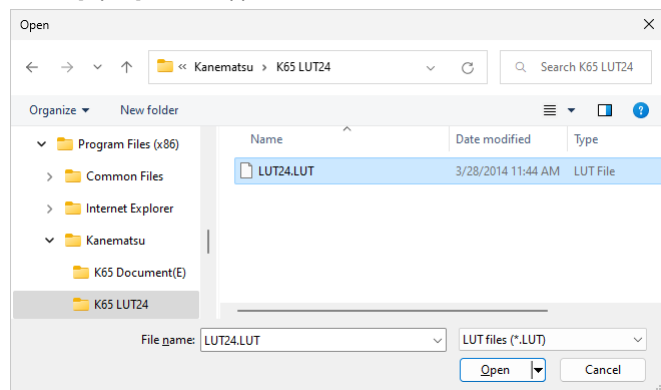 Open
« Kanematsu > K65 LUT24
Search K65 LUT24
Organize
New folder
Program Files (x86)
Name
Date modified
Type
Common Files
LUT24.LUT
3/28/2014 11:44 AM
LUT File
Internet Explorer
Kanematsu
K65 Document(E)
K65 LUT24
File name:
LUT24.LUT
LUT files (*.LUT)
Open
Cancel